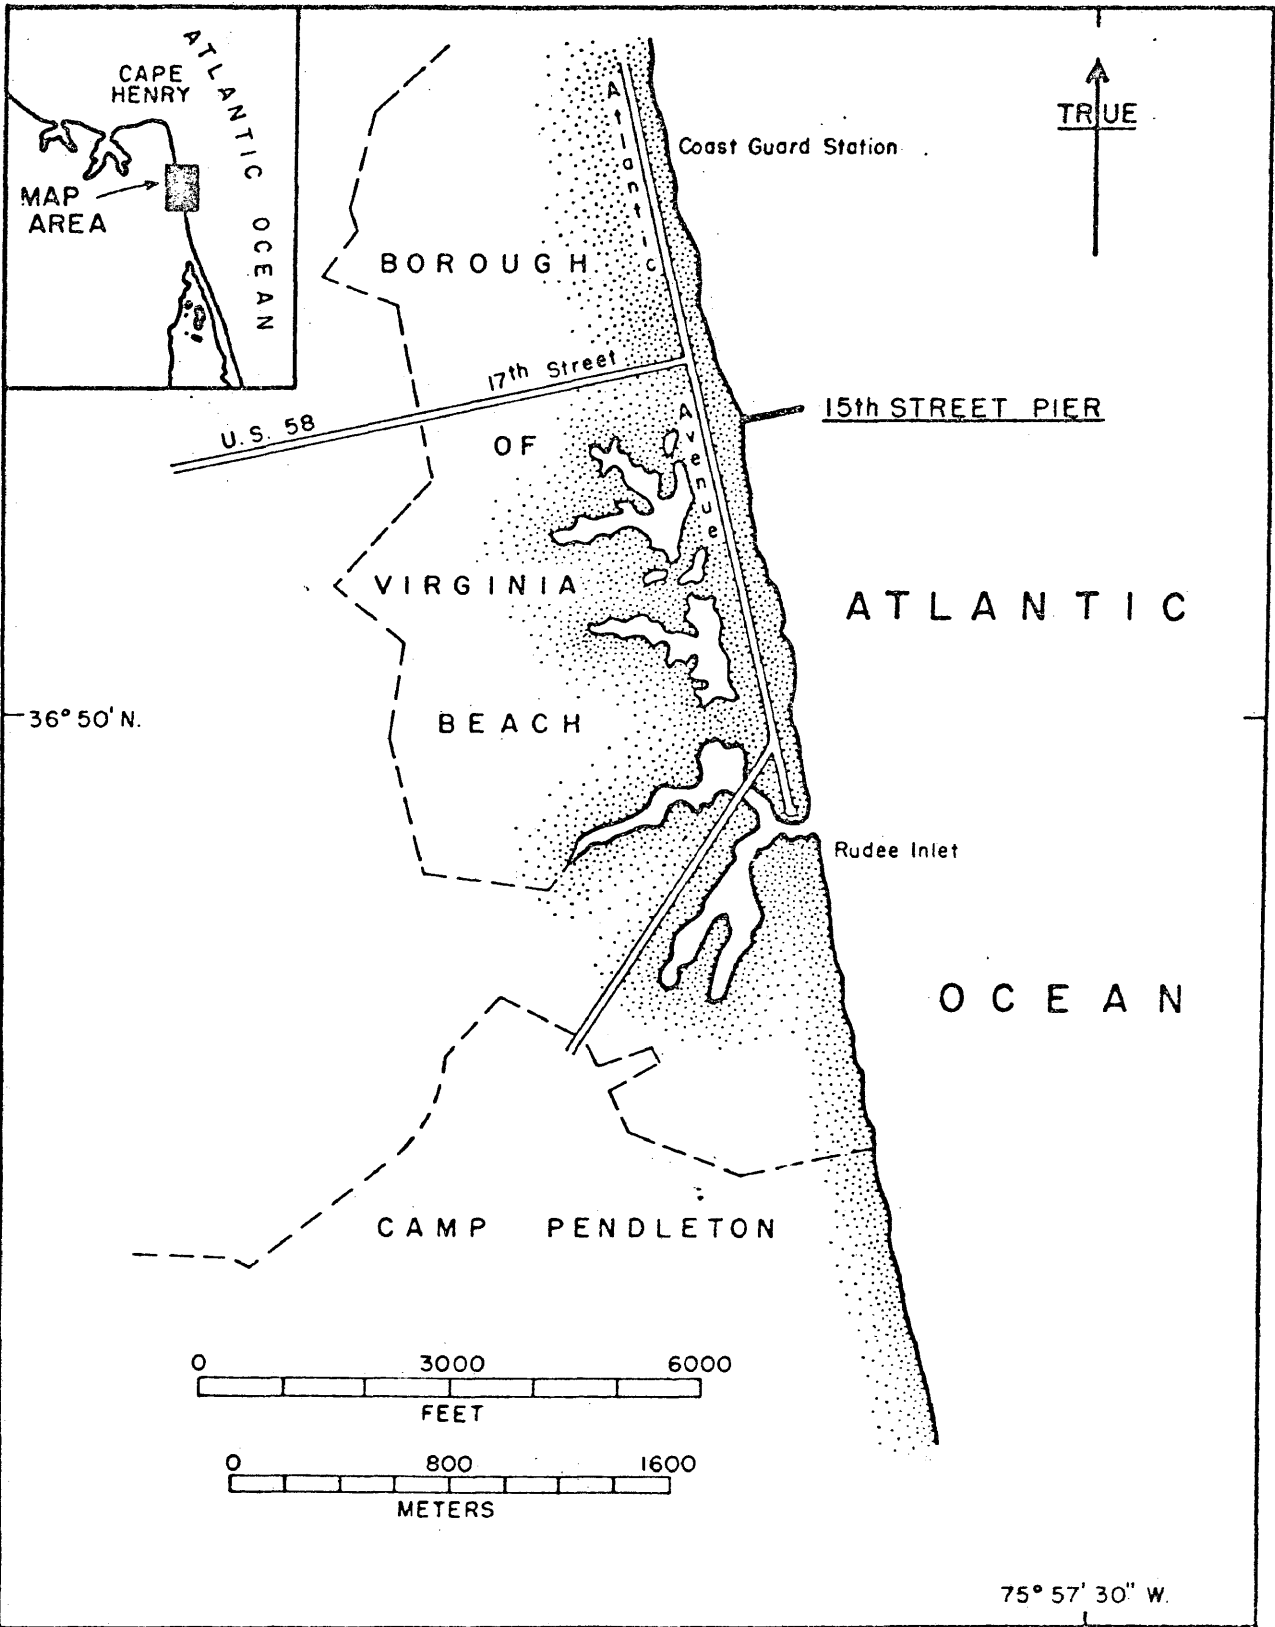 ATLANTIC OCEAN
CAPE
HENRY
MAP
AREA
TRUE
Coast Guard Station
Atlantic
BOROUGH
17th Street
U.S. 58
15th STREET PIER
Avenue
OF
VIRGINIA
ATLANTIC
36° 50' N.
BEACH
Rudee Inlet
OCEAN
CAMP PENDLETON
0 3000 6000
FEET
0 800 1600
METERS
75° 57' 30" W.